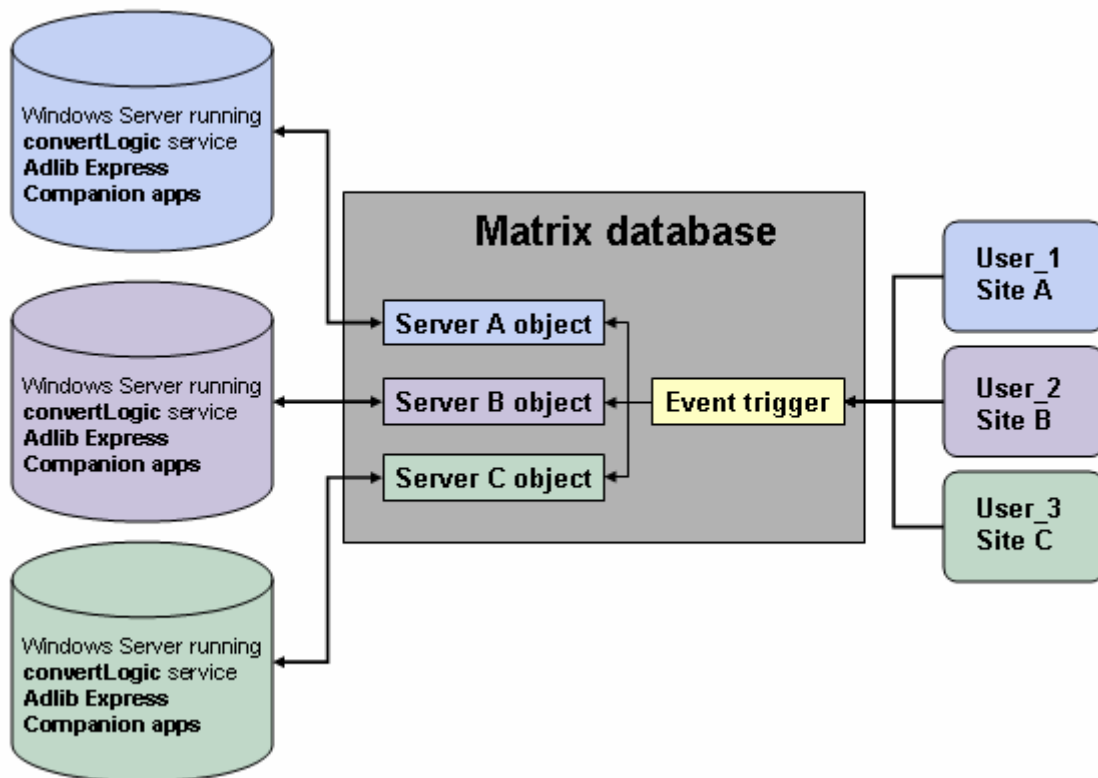 Windows Server running
convertLogic service
Adlib Express
Companion apps
Matrix database
Server A object
Server B object
Server C object
Event trigger
User_1
Site A
User_2
Site B
User_3
Site C
Windows Server running
convertLogic service
Adlib Express
Companion apps
Windows Server running
convertLogic service
Adlib Express
Companion apps